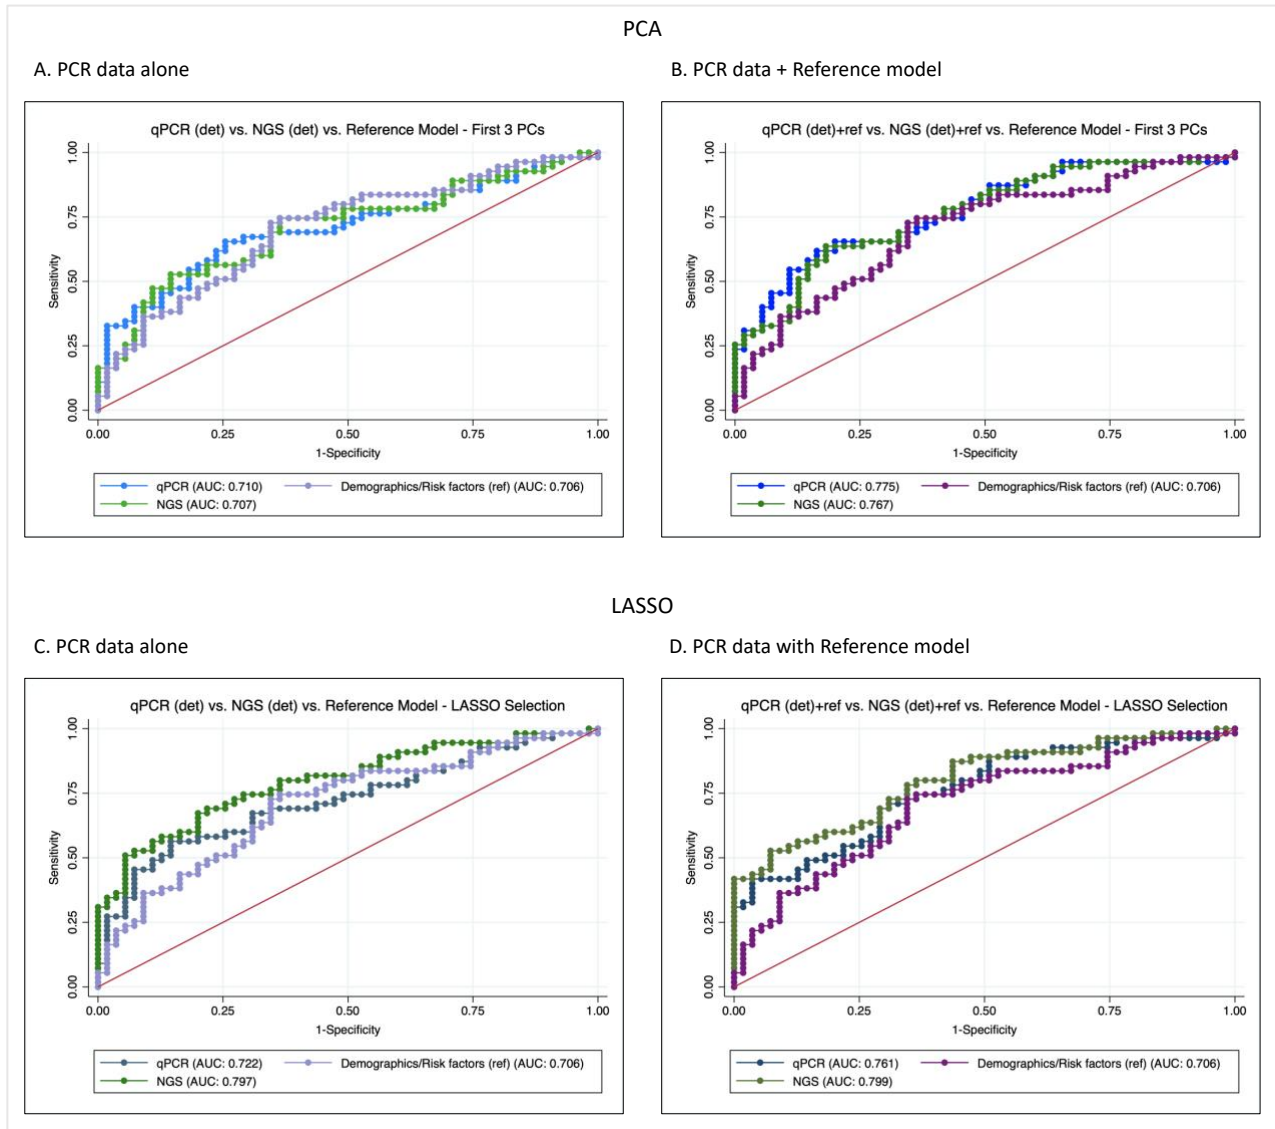 PCA
A. PCR data alone
B. PCR data + Reference model
qPCR (det) vs. NGS (det) vs. Reference Model - First 3 PCs
Sensitivity
1.00
0.75
0.50
0.25
0.00
0.00 0.25 0.50 0.75 1.00
1-Specificity
qPCR (AUC: 0.710) Demographics/Risk factors (ref) (AUC: 0.706)
NGS (AUC: 0.707)
qPCR (det)+ref vs. NGS (det)+ref vs. Reference Model - First 3 PCs
Sensitivity
1.00
0.75
0.50
0.25
0.00
0.00 0.25 0.50 0.75 1.00
1-Specificity
qPCR (AUC: 0.775) Demographics/Risk factors (ref) (AUC: 0.706)
NGS (AUC: 0.767)
LASSO
C. PCR data alone
D. PCR data with Reference model
qPCR (det) vs. NGS (det) vs. Reference Model - LASSO Selection
Sensitivity
1.00
0.75
0.50
0.25
0.00
0.00 0.25 0.50 0.75 1.00
1-Specificity
qPCR (AUC: 0.722) Demographics/Risk factors (ref) (AUC: 0.706)
NGS (AUC: 0.797)
qPCR (det)+ref vs. NGS (det)+ref vs. Reference Model - LASSO Selection
Sensitivity
1.00
0.75
0.50
0.25
0.00
0.00 0.25 0.50 0.75 1.00
1-Specificity
qPCR (AUC: 0.761) Demographics/Risk factors (ref) (AUC: 0.706)
NGS (AUC: 0.799)